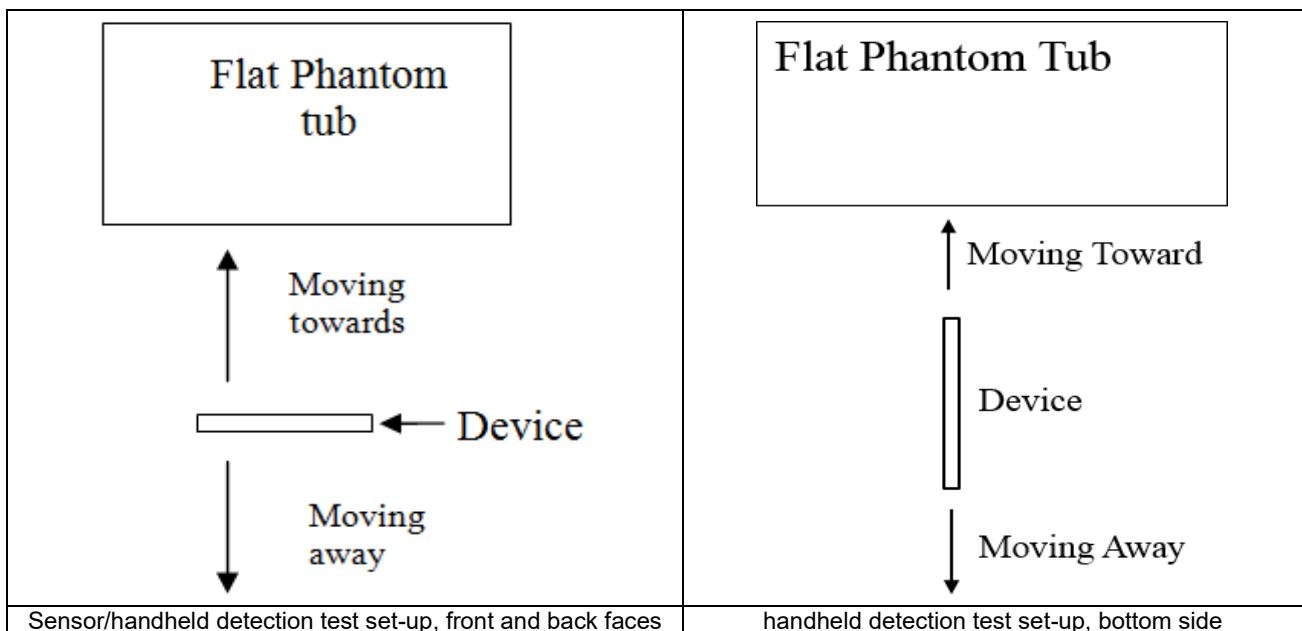 Flat Phantom
tub
Moving
towards
Device
Moving
away
Sensor/handheld detection test set-up, front and back faces
Flat Phantom Tub
Moving Toward
Device
Moving Away
handheld detection test set-up, bottom side